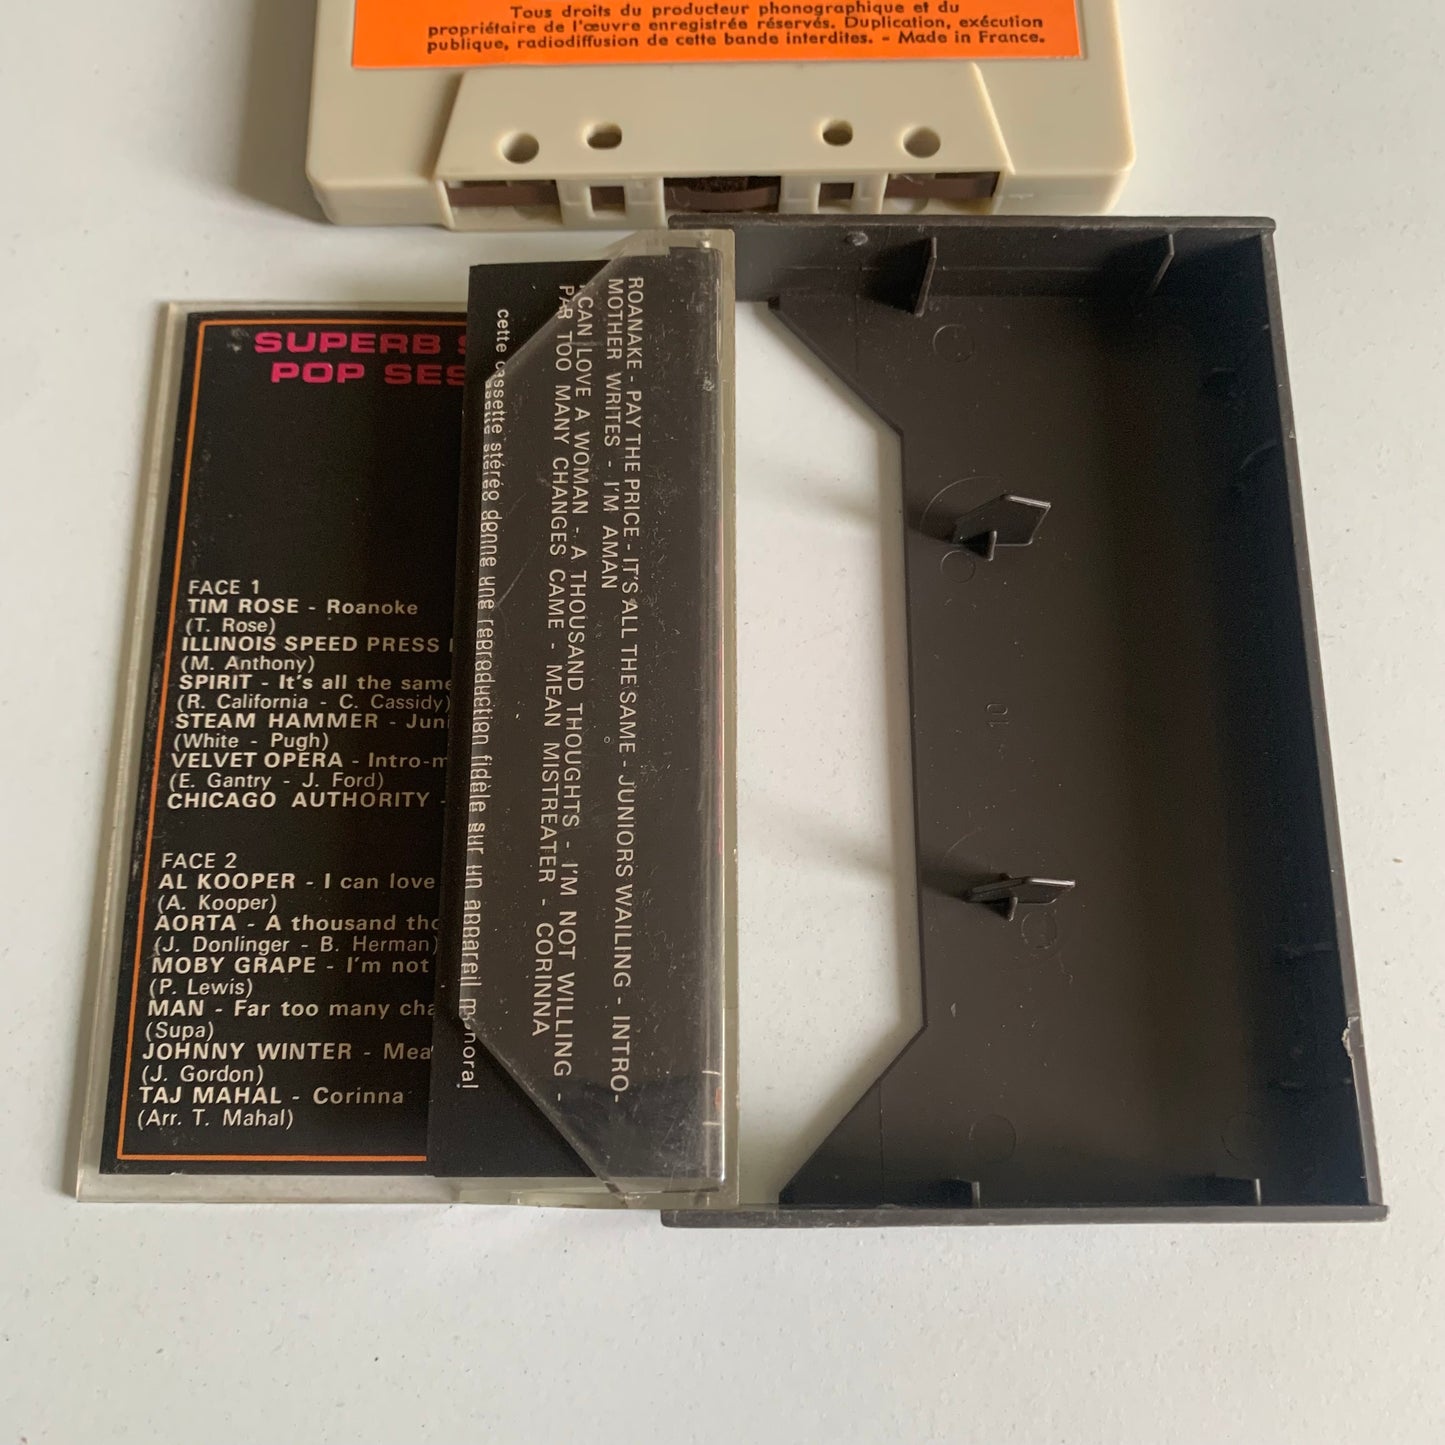 Tous droits du producteur phonographique et du
propriétaire de l'œuvre enregistrée réservés. Duplication, exécution
publique, radiodiffusion de cette bande interdites. - Made in France.
SUPERB
POP
FACE 1
TIM ROSE - Roanoke
(T. Rose)
ILLINOIS SPEED PRESS
(M. Anthony)
SPIRIT - It's all the same
(R. California - C. Cassidy)
STEAM HAMMER -
(White - Pugh)
VELVET OPERA -
(E. Gantry - J. Ford)
CHICAGO AUTHORITY -
FACE 2
AL KOOPER - I can love
(A. Kooper)
AORTA - A thousand
(J. Donlinger - B. Herman)
MOBY GRAPE - I'm not
(P. Lewis)
MAN - Far too many
(Supa)
JOHNNY WINTER -
(J. Gordon)
TAJ MAHAL - Corinna
(Arr. T. Mahal)
ROANAKE - PAY THE PRICE - IT'S ALL THE SAME - JUNIORS WAILING - INTRO-
MOTHER WRITES - I'M AMAN
I CAN LOVE A WOMAN - A THOUSAND THOUGHTS - I'M NOT WILLING -
TOO MANY CHANGES CAME - MEAN MISTREATER - CORINNA
cette cassette stéréo donne une reproduction fidèle sur un appareil monoral